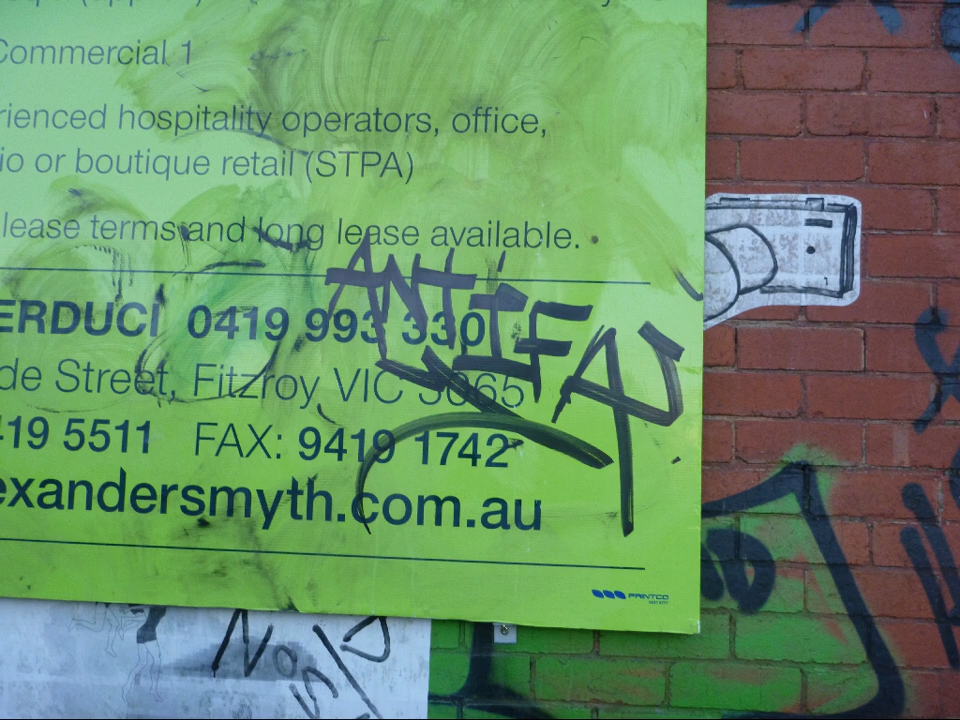 Commercial 1
rienced hospitality operators, office,
io or boutique retail (STPA)
lease terms and long lease available.
ERDUCI 0419 993 330
de Street, Fitzroy VIC 3065
419 5511 FAX: 9419 1742
exandersmyth.com.au
ANTIFA
PRINTCO